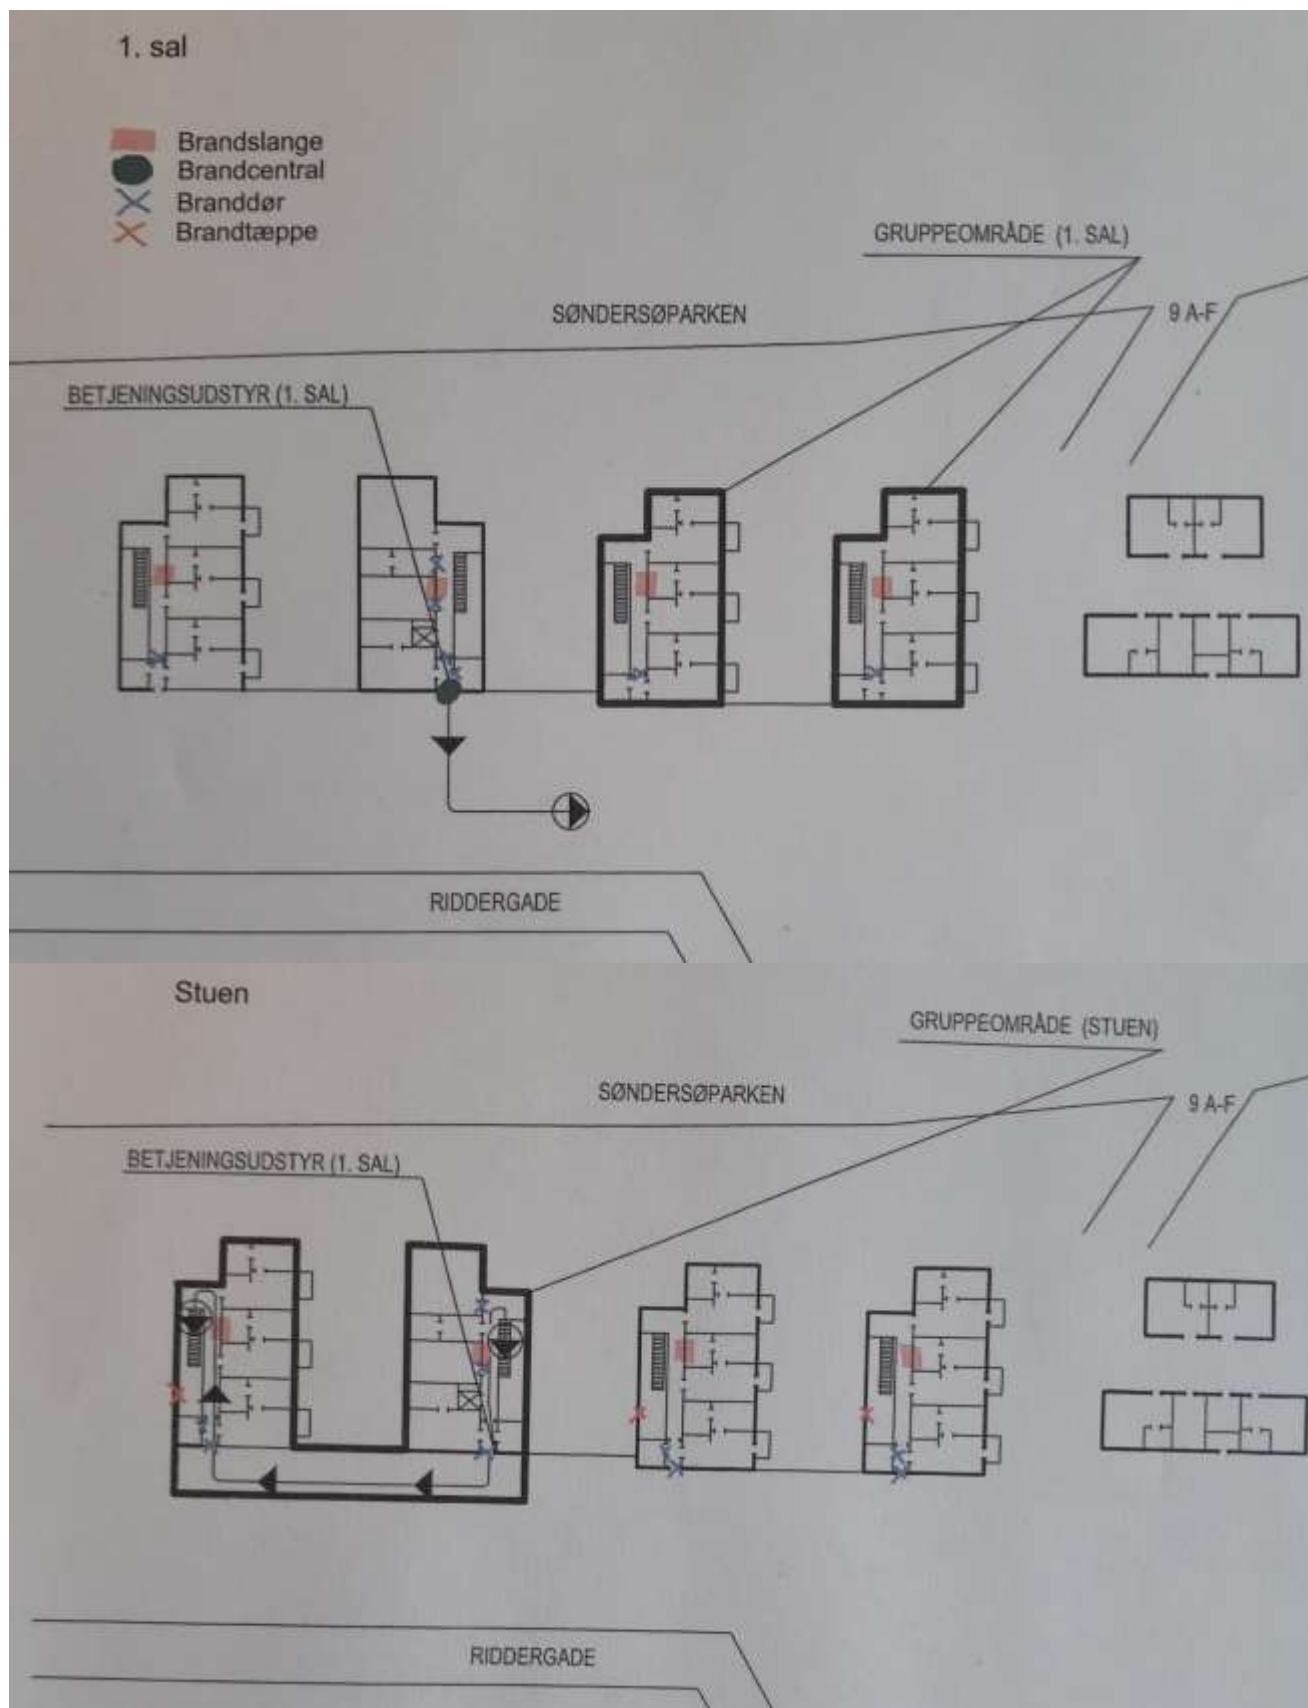 1. sal
Brandslange
Brandcentral
Branddør
Brandtæppe
GRUPPEOMRÅDE (1. SAL)
SØNDERSØPARKEN
9 A-F
BETJENINGSUDSTYR (1. SAL)
RIDDERGADE
Stuen
GRUPPEOMRÅDE (STUEN)
SØNDERSØPARKEN
9 A-F
BETJENINGSUDSTYR (1. SAL)
RIDDERGADE